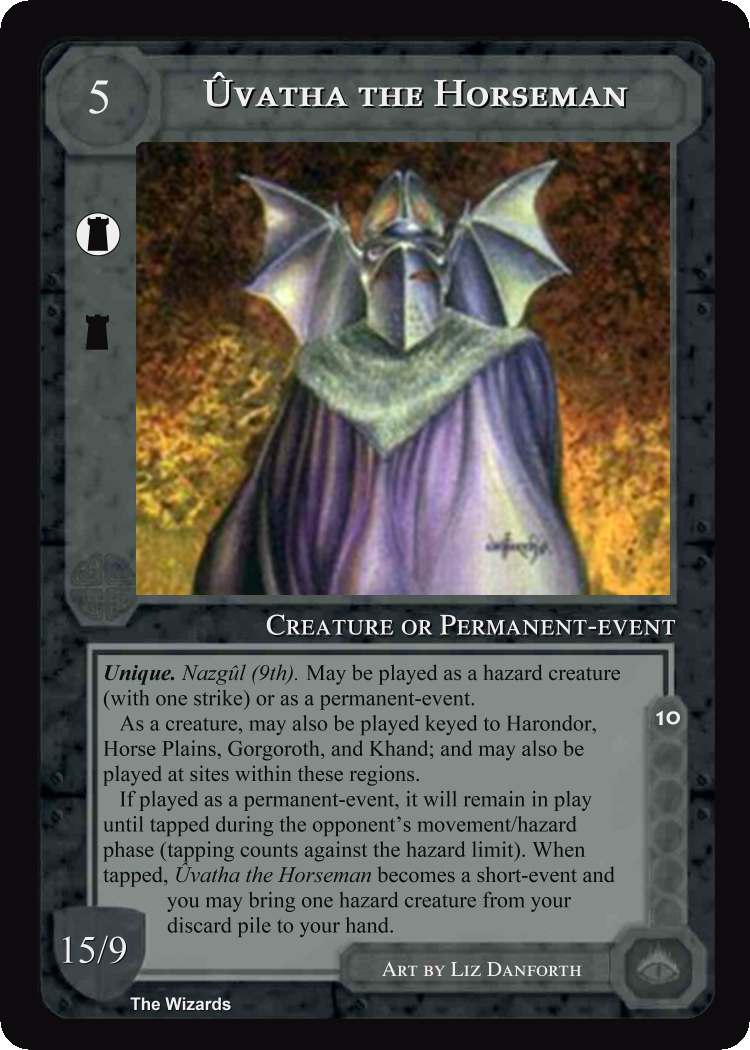 5
Ûvatha the Horseman
Creature or Permanent-event
Unique. Nazgûl (9th). May be played as a hazard creature
(with one strike) or as a permanent-event.
As a creature, may also be played keyed to Harondor,
Horse Plains, Gorgoroth, and Khand; and may also be
played at sites within these regions.
If played as a permanent-event, it will remain in play
until tapped during the opponent’s movement/hazard
phase (tapping counts against the hazard limit). When
tapped, Ûvatha the Horseman becomes a short-event and
you may bring one hazard creature from your
discard pile to your hand.
10
15/9
Art by Liz Danforth
The Wizards